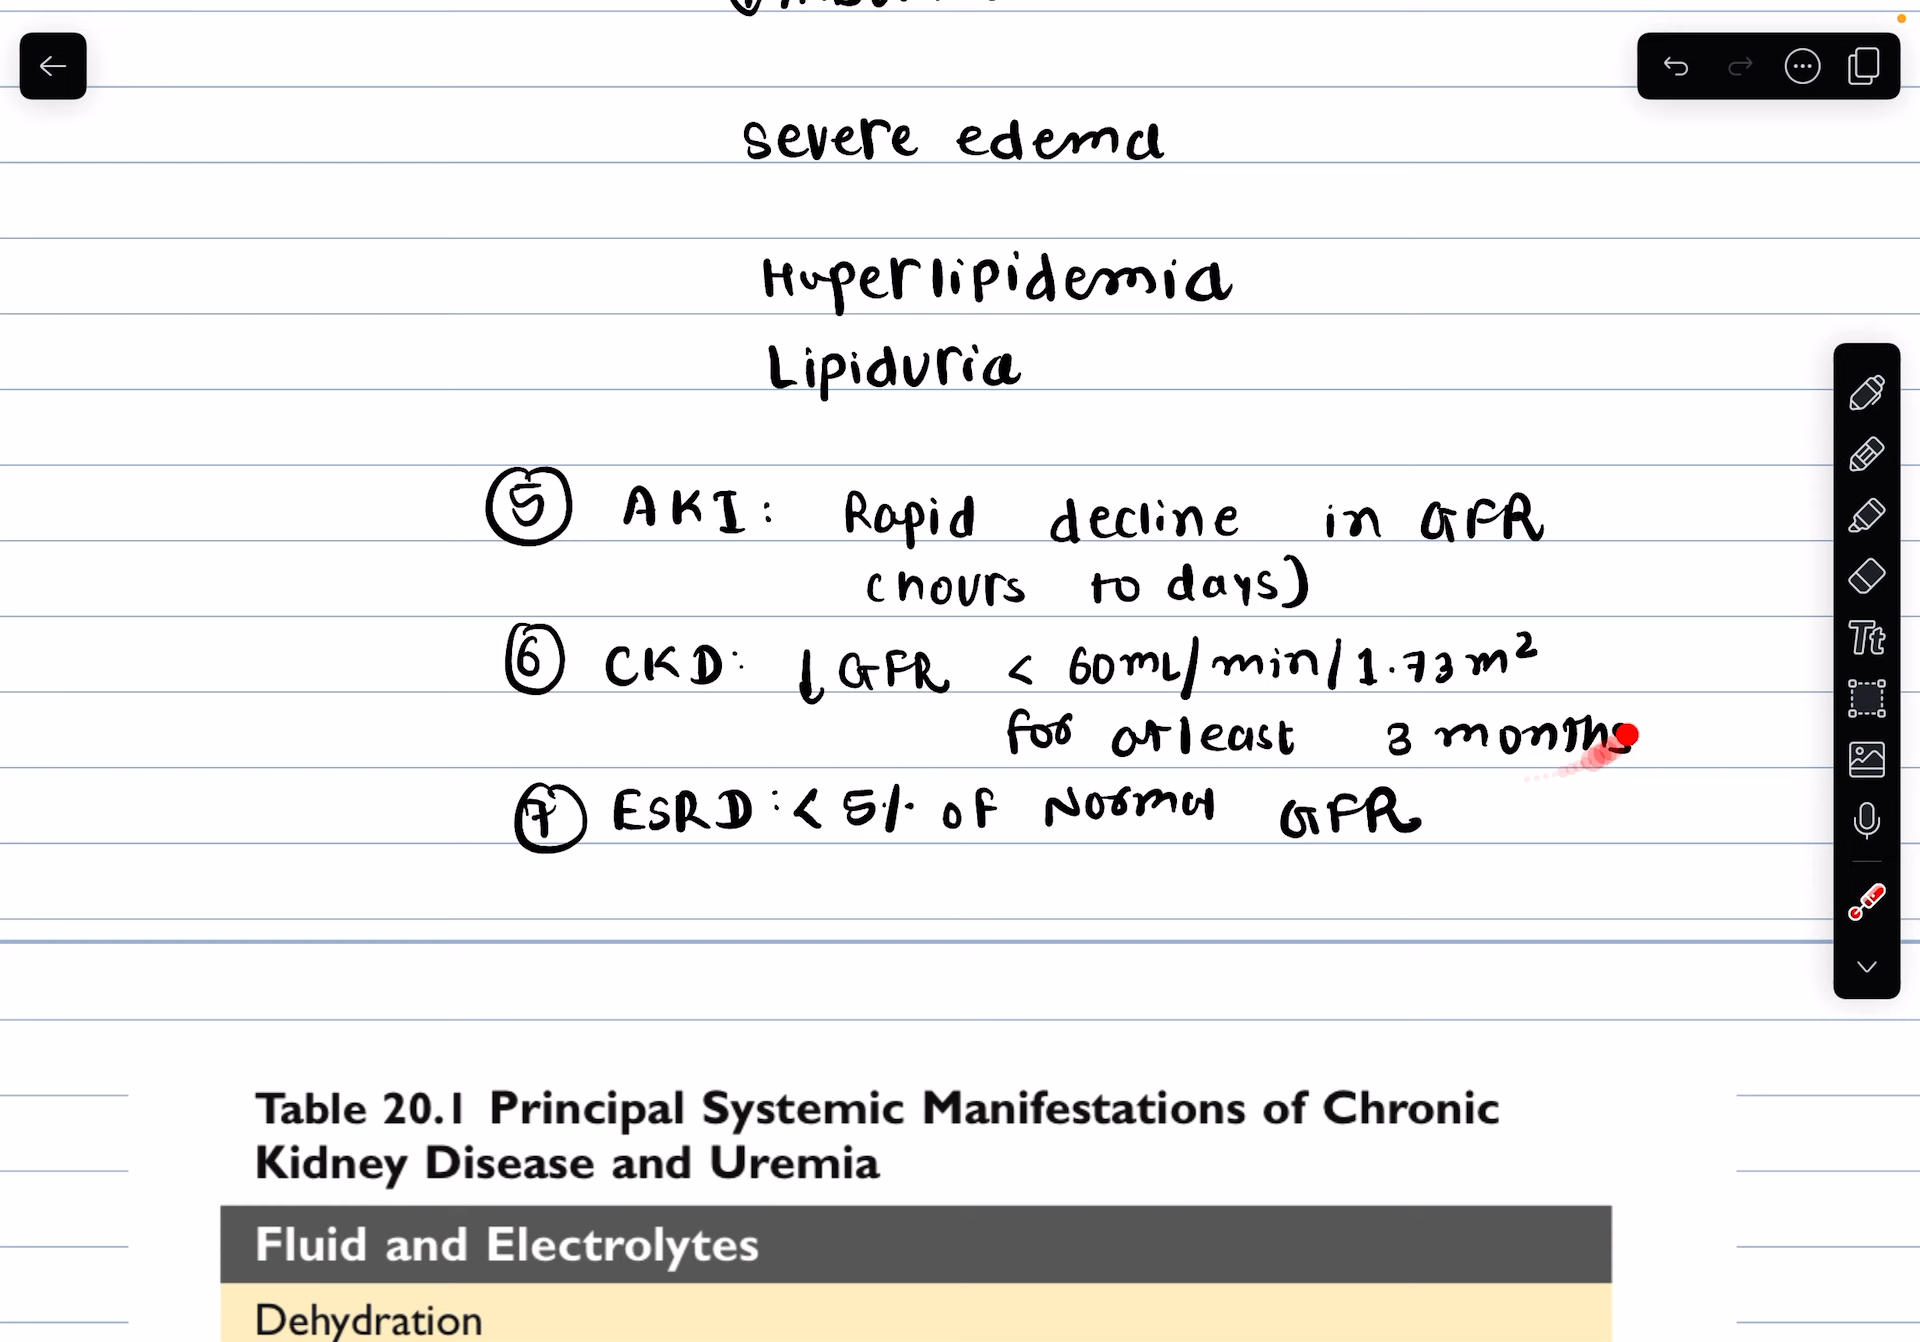 severe edema
Hyperlipidemia
Lipiduria
5 AKI: Rapid decline in GFR
(hours to days)
6 CKD: ↓ GFR < 60mL/min/1.73m²
for atleast 3 months
7 ESRD: < 5% of Normal GFR
Table 20.1 Principal Systemic Manifestations of Chronic
Kidney Disease and Uremia
Fluid and Electrolytes
Dehydration
Tt